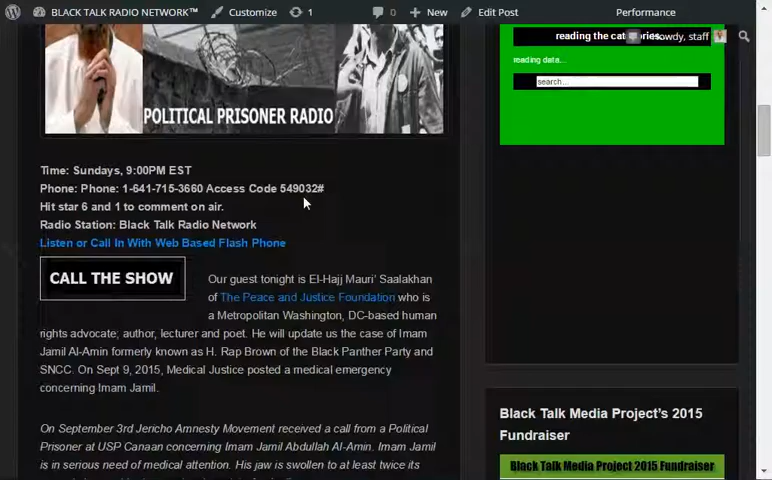 BLACK TALK RADIO NETWORK™ Customize 1 0 New Edit Post Performance
Howdy, staff
POLITICAL PRISONER RADIO
Time: Sundays, 9:00PM EST
Phone: Phone: 1-641-715-3660 Access Code 549032#
Hit star 6 and 1 to comment on air.
Radio Station: Black Talk Radio Network
Listen or Call In With Web Based Flash Phone
CALL THE SHOW
Our guest tonight is El-Hajj Mauri' Saalakhan
of The Peace and Justice Foundation who is
a Metropolitan Washington, DC-based human
rights advocate; author, lecturer and poet. He will update us the case of Imam
Jamil Al-Amin formerly known as H. Rap Brown of the Black Panther Party and
SNCC. On Sept 9, 2015, Medical Justice posted a medical emergency
concerning Imam Jamil.
On September 3rd Jericho Amnesty Movement received a call from a Political
Prisoner at USP Canaan concerning Imam Jamil Abdullah Al-Amin. Imam Jamil
is in serious need of medical attention. His jaw is swollen to at least twice its
reading the categories.
reading data...
search...
Black Talk Media Project's 2015
Fundraiser
Black Talk Media Project 2015 Fundraiser